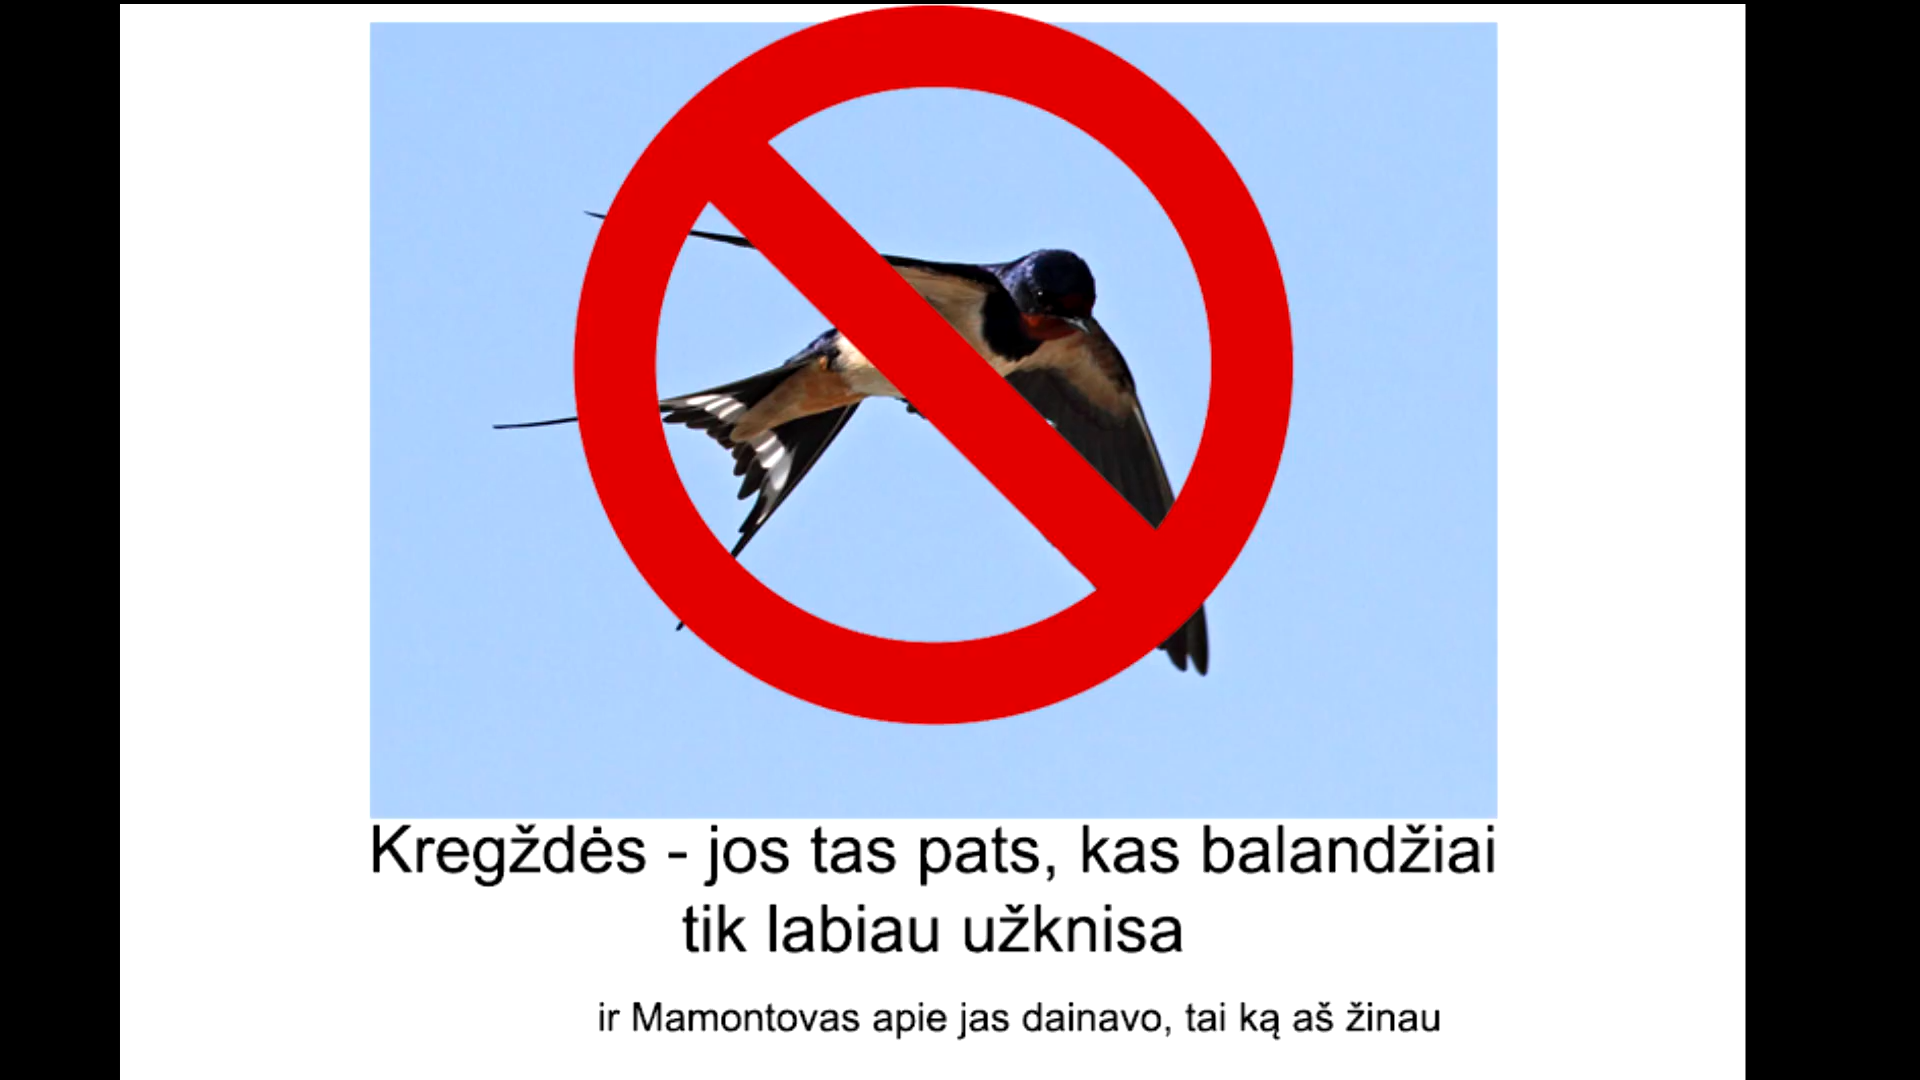 Kregždės - jos tas pats, kas balandžiai
tik labiau užknisa
ir Mamontovas apie jas dainavo, tai ką aš žinau